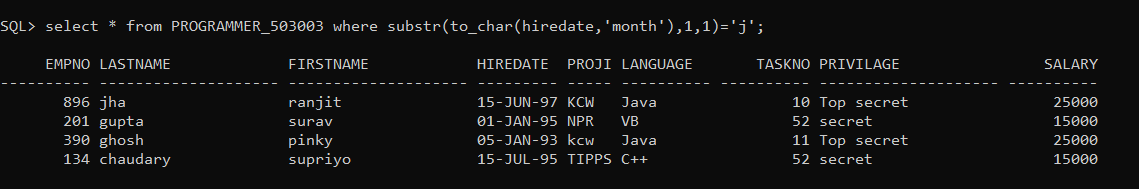 SQL> select * from PROGRAMMER_503003 where substr(to_char(hiredate,'month'),1,1)='j';
EMPNO LASTNAME FIRSTNAME HIREDATE PROJI LANGUAGE TASKNO PRIVILAGE SALARY
---------- -------------------- -------------------- --------- ----- ---------- ---------- -------------------- ----------
896 jha ranjit 15-JUN-97 KCW Java 10 Top secret 25000
201 gupta surav 01-JAN-95 NPR VB 52 secret 15000
390 ghosh pinky 05-JAN-93 kcw Java 11 Top secret 25000
134 chaudary supriyo 15-JUL-95 TIPPS C++ 52 secret 15000